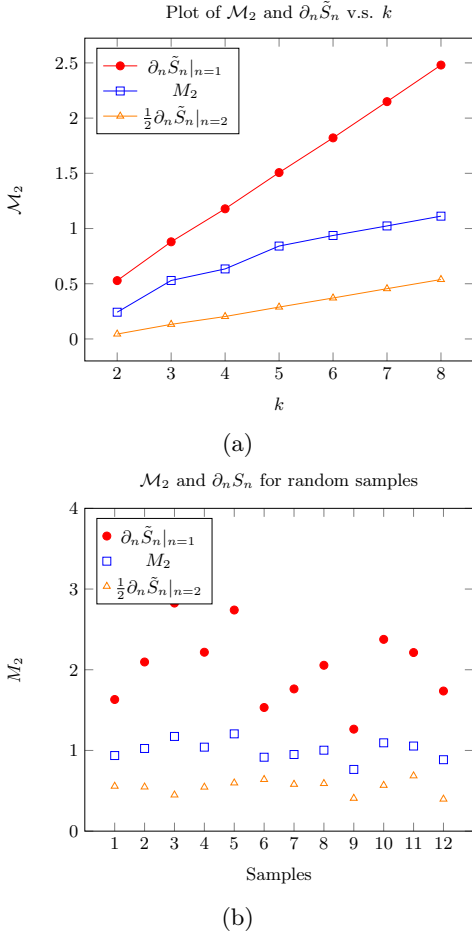 Plot of 𝓜₂ and ∂ₙS̃ₙ v.s. k
2.5
2
1.5
1
0.5
0
𝓜₂
∂ₙS̃ₙ|ₙ₌₁
M₂
½∂ₙS̃ₙ|ₙ₌₂
2 3 4 5 6 7 8
k
(a)
𝓜₂ and ∂ₙSₙ for random samples
4
3
2
1
0
M₂
∂ₙS̃ₙ|ₙ₌₁
M₂
½∂ₙS̃ₙ|ₙ₌₂
1 2 3 4 5 6 7 8 9 10 11 12
Samples
(b)